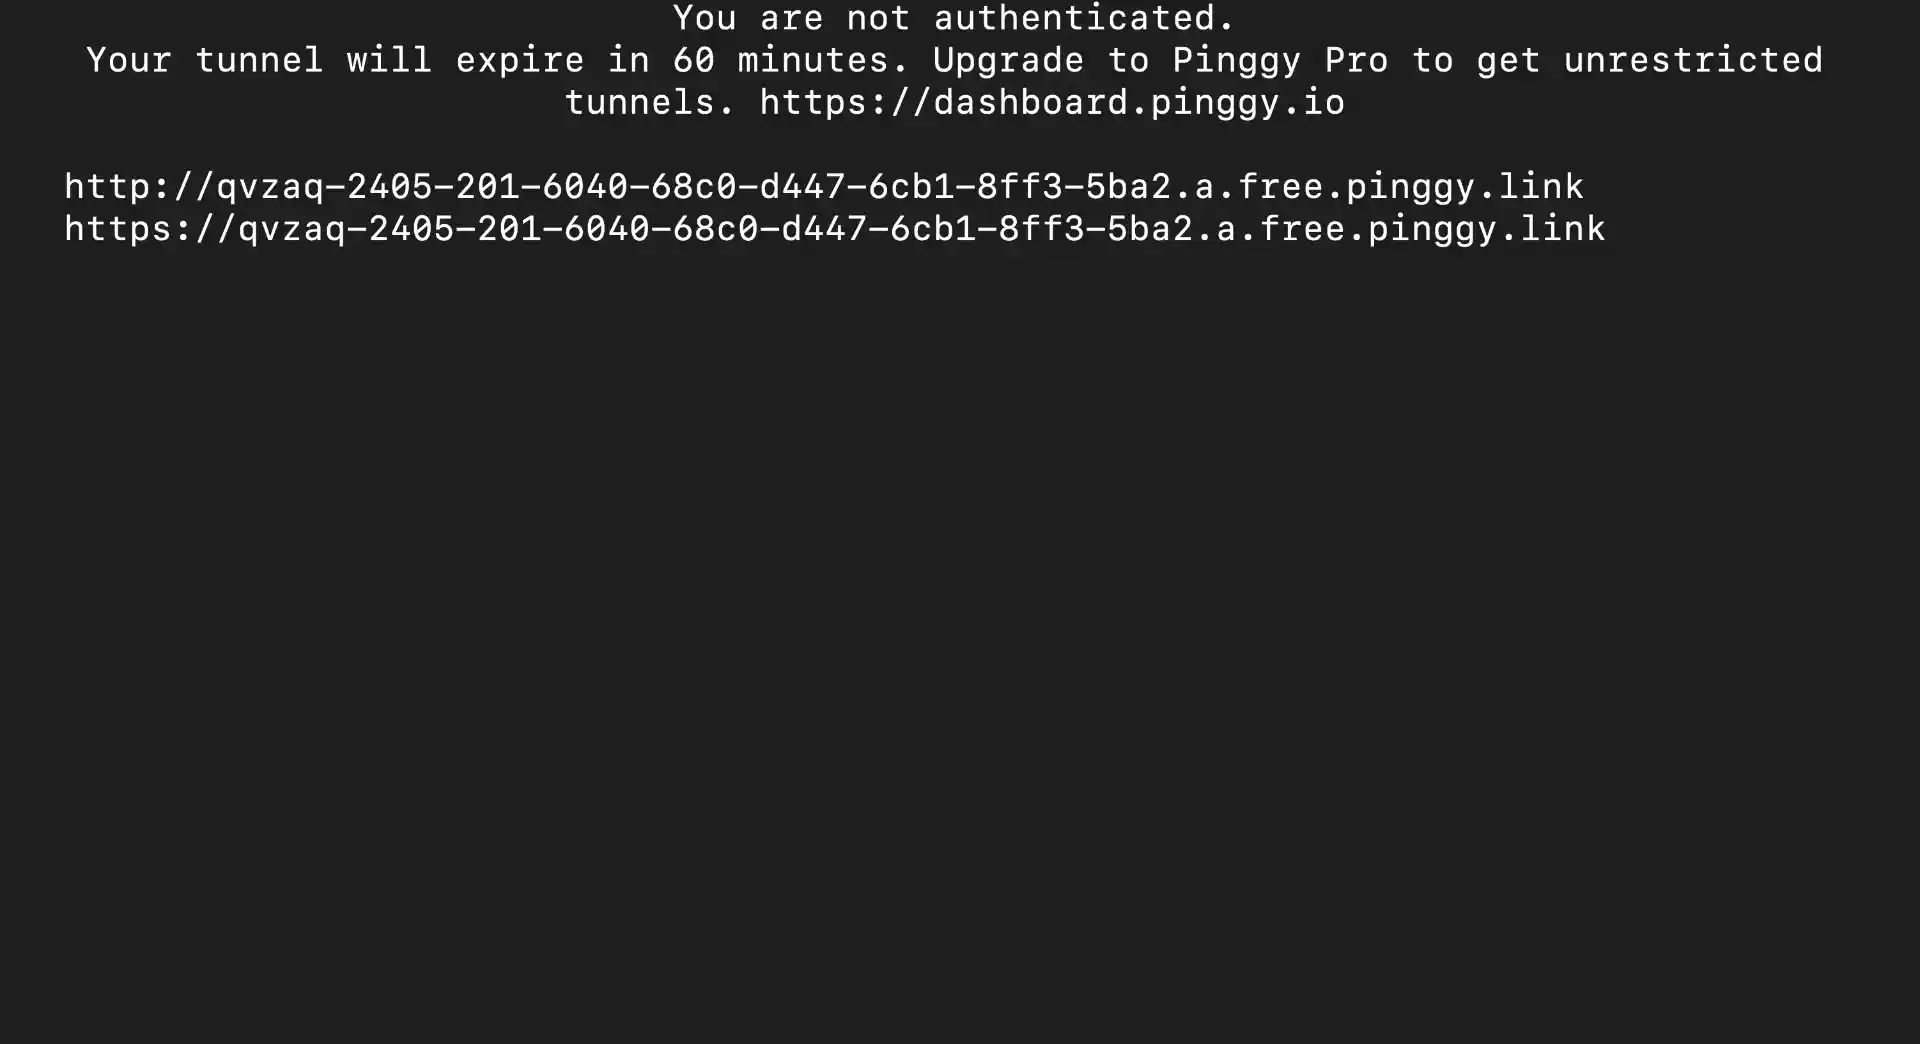 You are not authenticated.
Your tunnel will expire in 60 minutes. Upgrade to Pinggy Pro to get unrestricted
tunnels. https://dashboard.pinggy.io
http://qvzaq-2405-201-6040-68c0-d447-6cb1-8ff3-5ba2.a.free.pinggy.link
https://qvzaq-2405-201-6040-68c0-d447-6cb1-8ff3-5ba2.a.free.pinggy.link